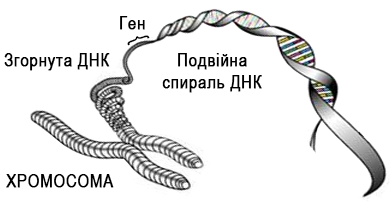 Ген
Згорнута ДНК
Подвійна
спираль ДНК
ХРОМОСОМА